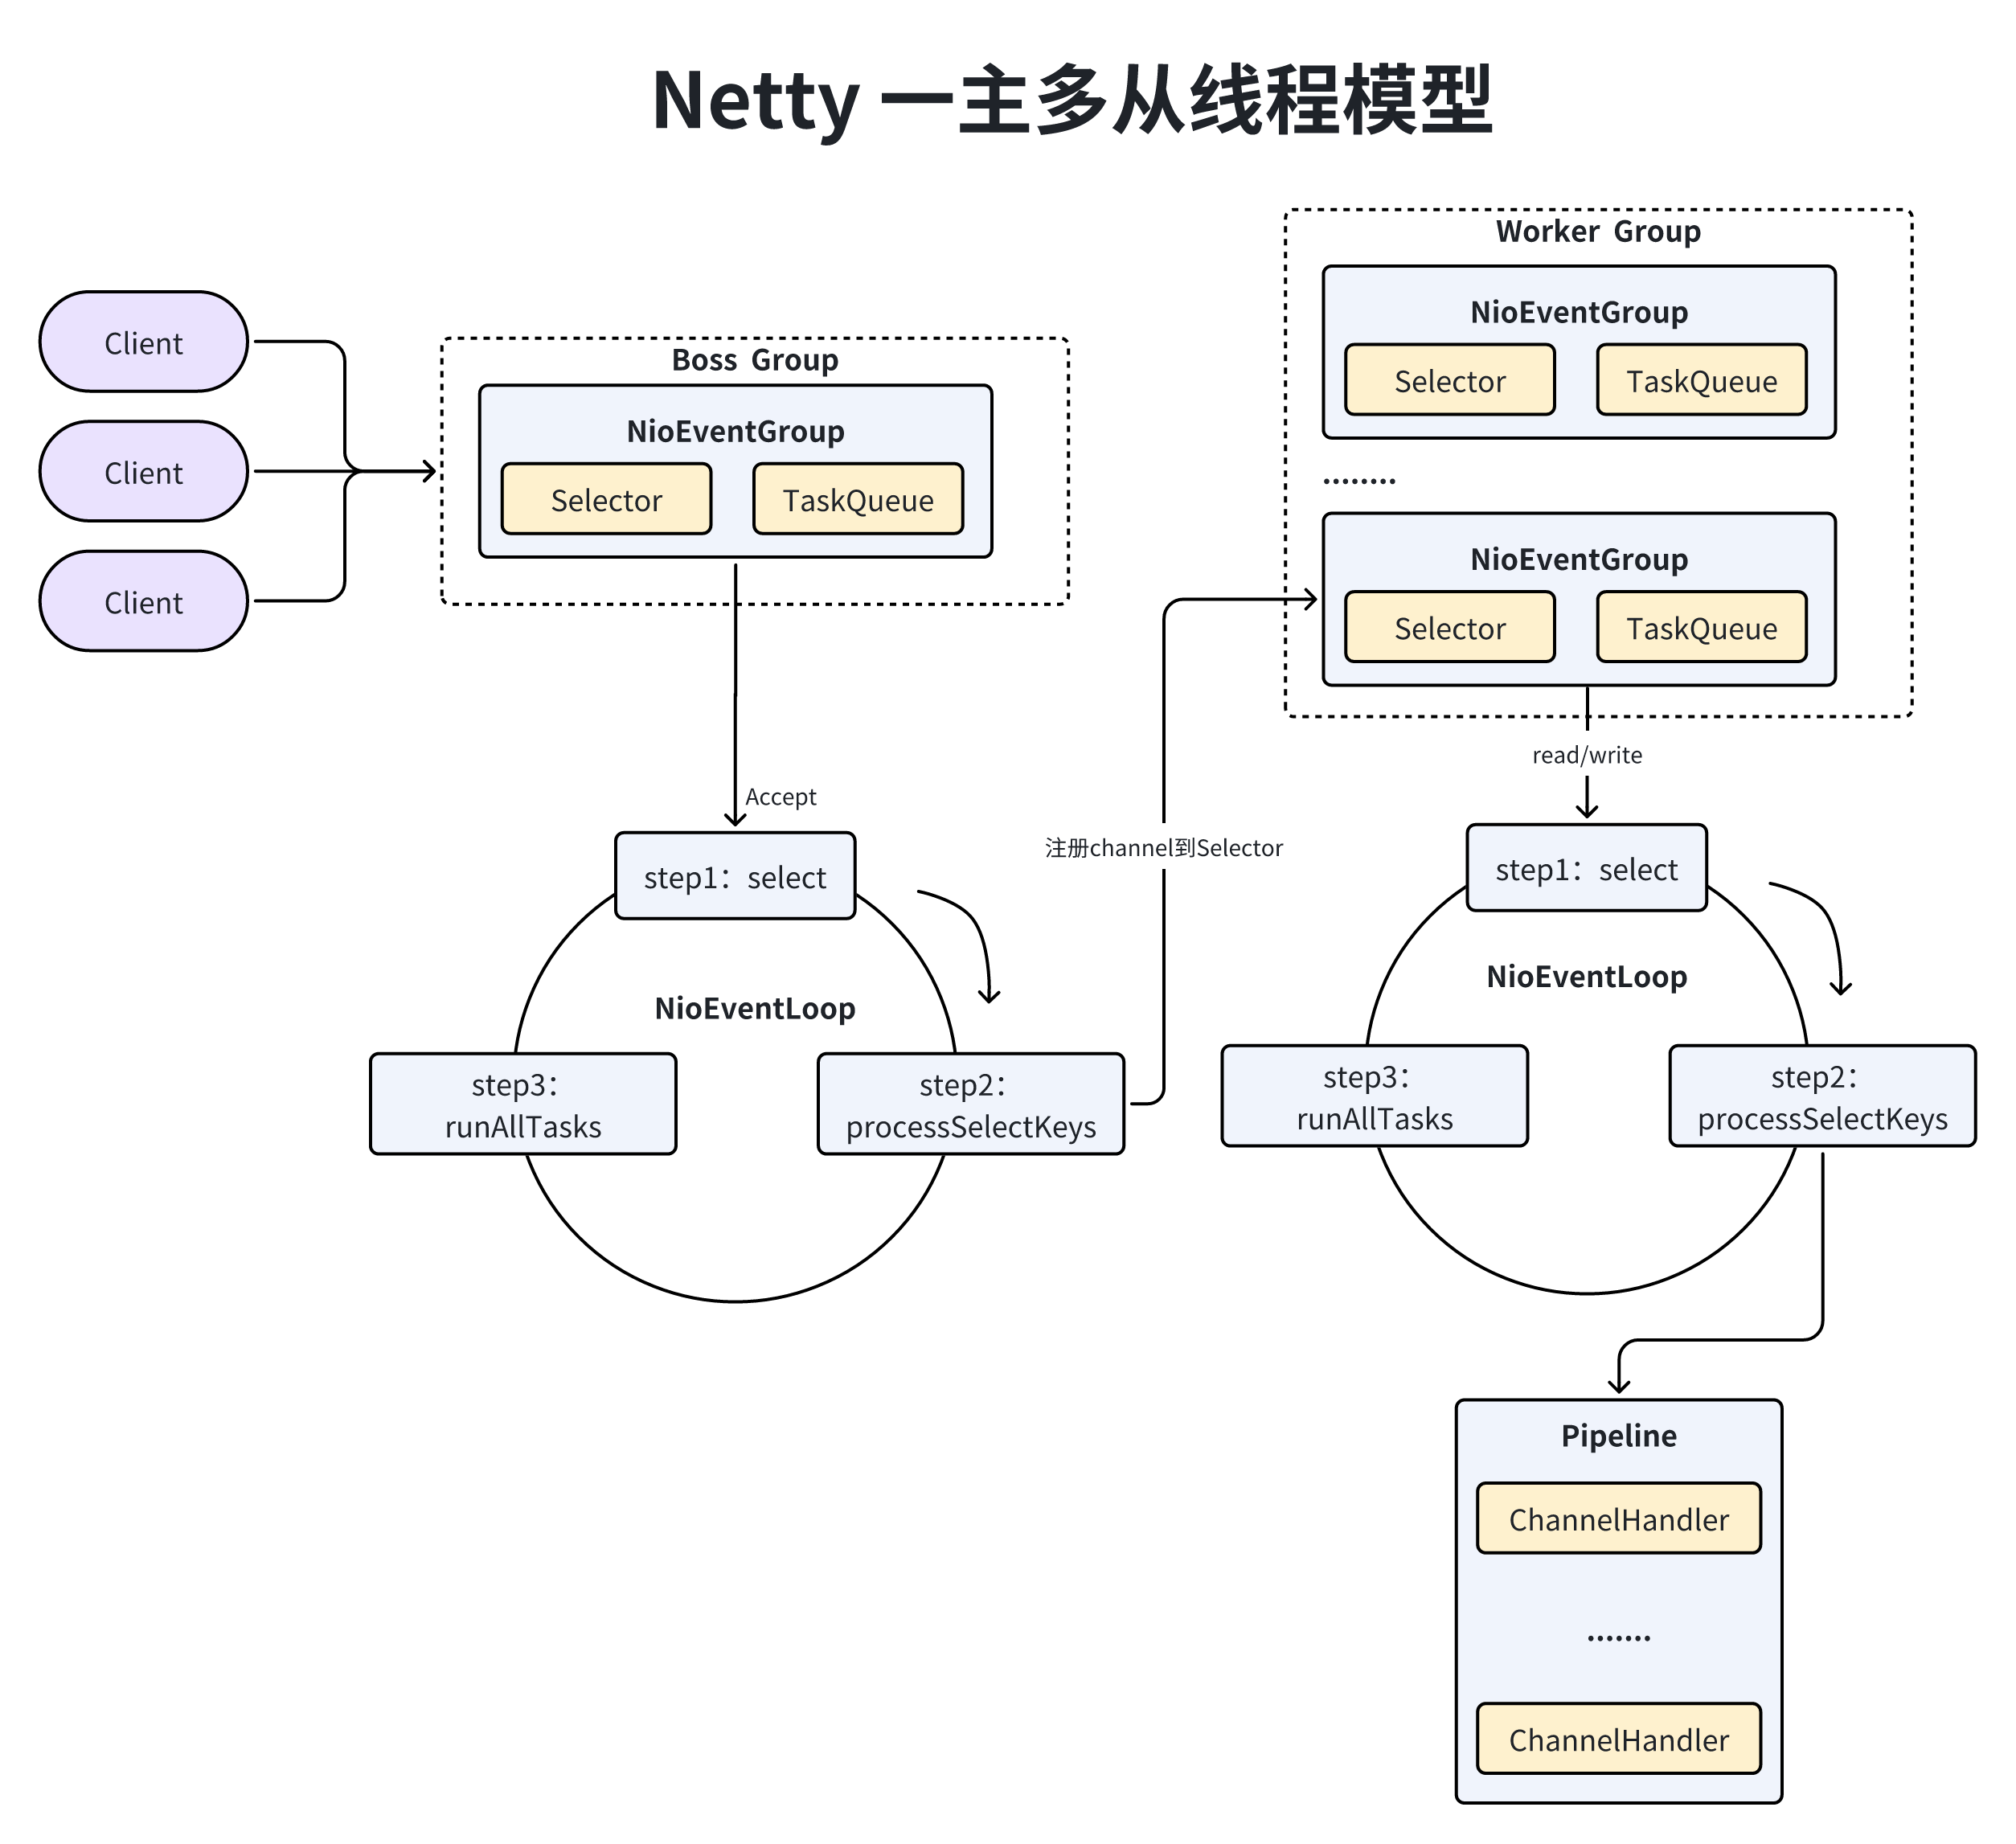 Netty 一主多从线程模型
Client
Client
Client
Boss Group
NioEventGroup
Selector
TaskQueue
Accept
step1：select
NioEventLoop
step2：
processSelectKeys
step3：
runAllTasks
注册channel到Selector
Worker Group
NioEventGroup
Selector
TaskQueue
........
NioEventGroup
Selector
TaskQueue
read/write
step1：select
NioEventLoop
step2：
processSelectKeys
step3：
runAllTasks
Pipeline
ChannelHandler
.......
ChannelHandler